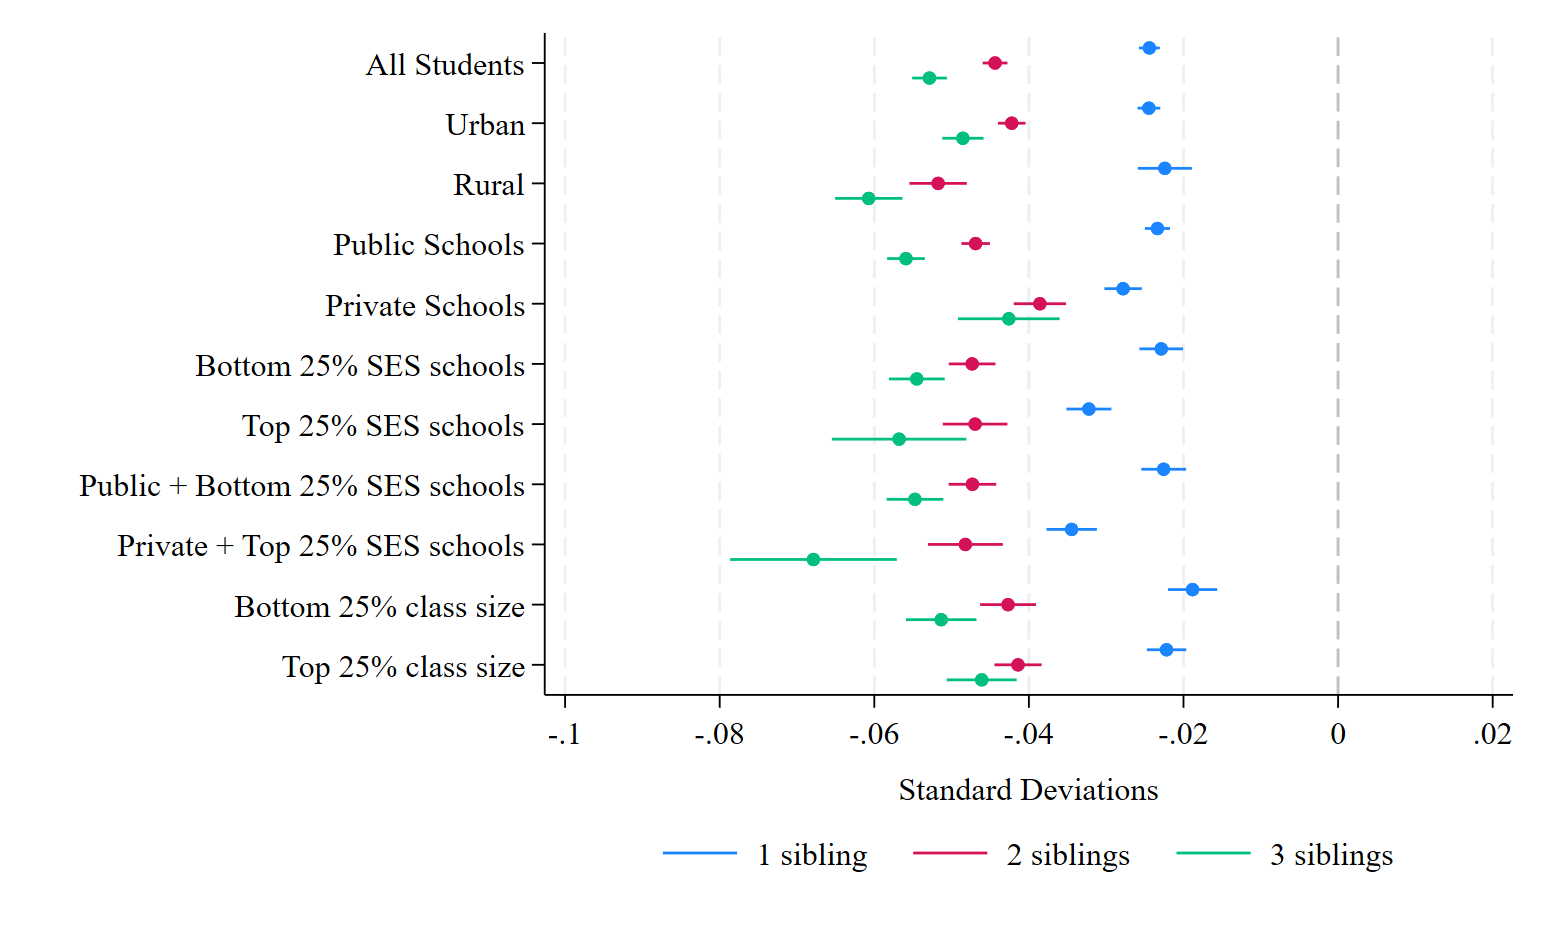 All Students
Urban
Rural
Public Schools
Private Schools
Bottom 25% SES schools
Top 25% SES schools
Public + Bottom 25% SES schools
Private + Top 25% SES schools
Bottom 25% class size
Top 25% class size
-.1 -.08 -.06 -.04 -.02 0 .02
Standard Deviations
1 sibling 2 siblings 3 siblings